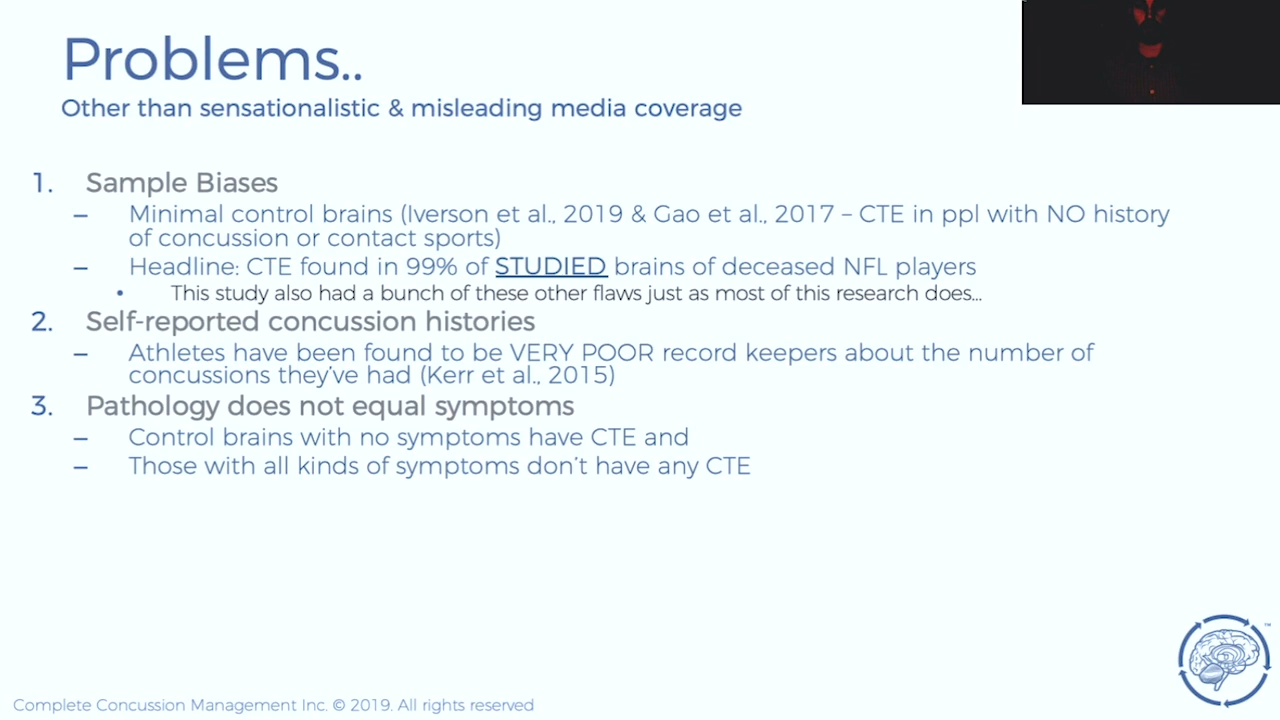 Problems..
Other than sensationalistic & misleading media coverage
1. Sample Biases
– Minimal control brains (Iverson et al., 2019 & Gao et al., 2017 – CTE in ppl with NO history
of concussion or contact sports)
– Headline: CTE found in 99% of STUDIED brains of deceased NFL players
• This study also had a bunch of these other flaws just as most of this research does...
2. Self-reported concussion histories
– Athletes have been found to be VERY POOR record keepers about the number of
concussions they've had (Kerr et al., 2015)
3. Pathology does not equal symptoms
– Control brains with no symptoms have CTE and
– Those with all kinds of symptoms don't have any CTE
TM
Complete Concussion Management Inc. © 2019. All rights reserved